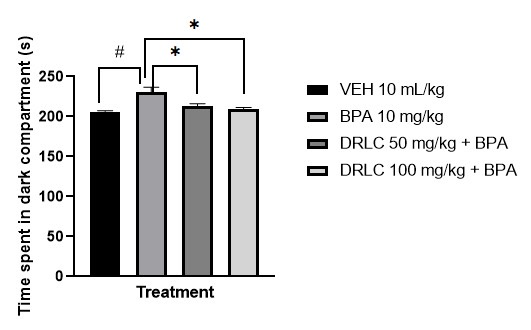 *
#
*
Time spent in dark compartment (s)
250
200
150
100
50
0
Treatment
VEH 10 mL/kg
BPA 10 mg/kg
DRLC 50 mg/kg + BPA
DRLC 100 mg/kg + BPA